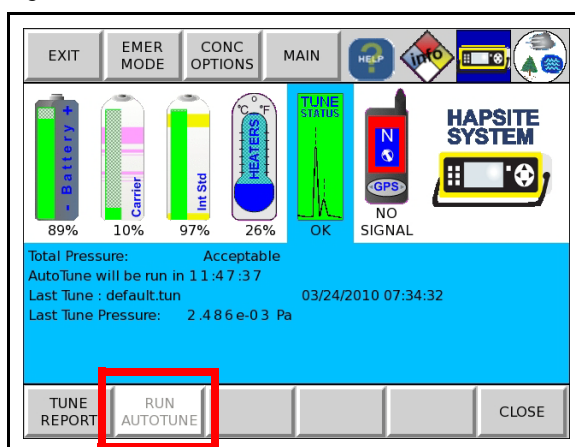 EXIT
EMER MODE
CONC OPTIONS
MAIN
HELP
info
- Battery +
Carrier
Int Std
°C °F
HEATERS
TUNE STATUS
N
GPS
HAPSITE SYSTEM
89%
10%
97%
26%
OK
NO SIGNAL
Total Pressure: Acceptable
AutoTune will be run in 11:47:37
Last Tune : default.tun 03/24/2010 07:34:32
Last Tune Pressure: 2.486e-03 Pa
TUNE REPORT
RUN AUTOTUNE
CLOSE